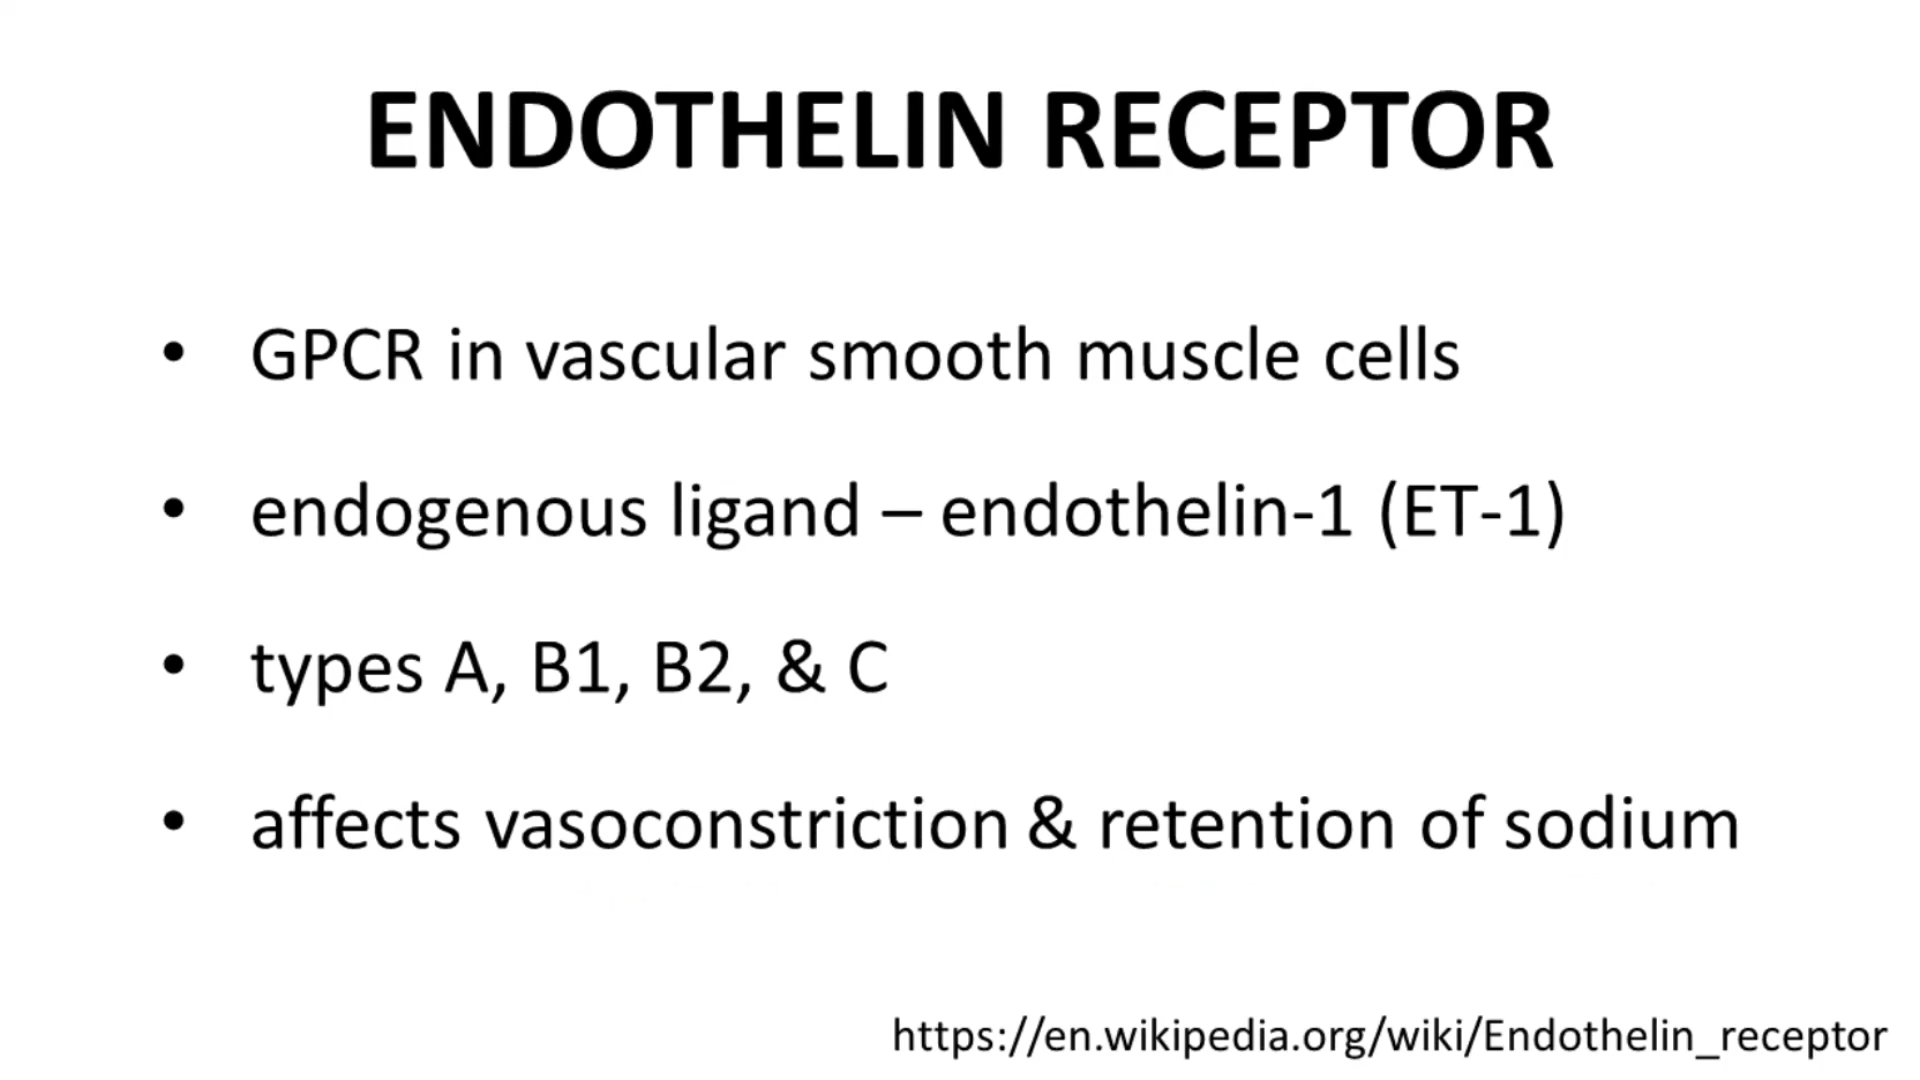 ENDOTHELIN RECEPTOR
• GPCR in vascular smooth muscle cells
• endogenous ligand – endothelin-1 (ET-1)
• types A, B1, B2, & C
• affects vasoconstriction & retention of sodium
https://en.wikipedia.org/wiki/Endothelin_receptor